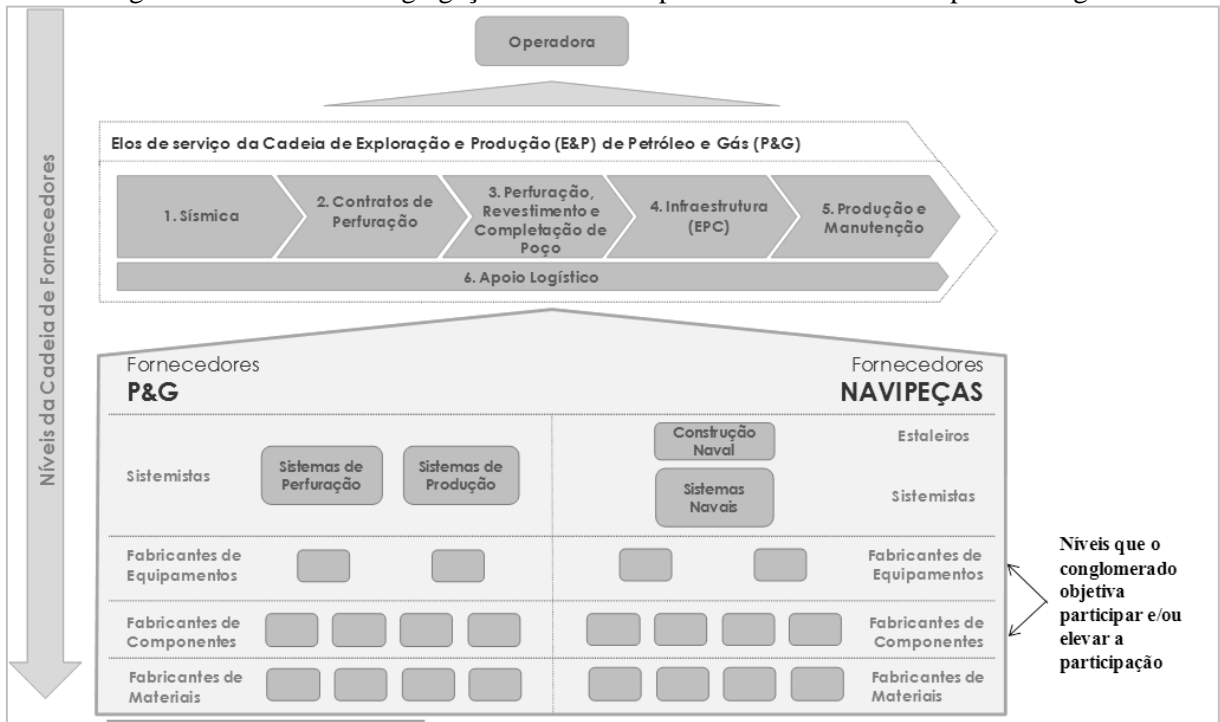 Operadora
Elos de serviço da Cadeia de Exploração e Produção (E&P) de Petróleo e Gás (P&G)
1. Sísmica
2. Contratos de
Perfuração
3. Perfuração,
Revestimento e
Completação de
Poço
4. Infraestrutura
(EPC)
5. Produção e
Manutenção
6. Apoio Logístico
Níveis da Cadeia de Fornecedores
Fornecedores
P&G
Fornecedores
NAVIPEÇAS
Sistemistas
Sistemas de
Perfuração
Sistemas de
Produção
Construção
Naval
Estaleiros
Sistemas
Navais
Sistemistas
Fabricantes de
Equipamentos
Fabricantes de
Equipamentos
Fabricantes de
Componentes
Fabricantes de
Componentes
Fabricantes de
Materiais
Fabricantes de
Materiais
Níveis que o
conglomerado
objetiva
participar e/ou
elevar a
participação